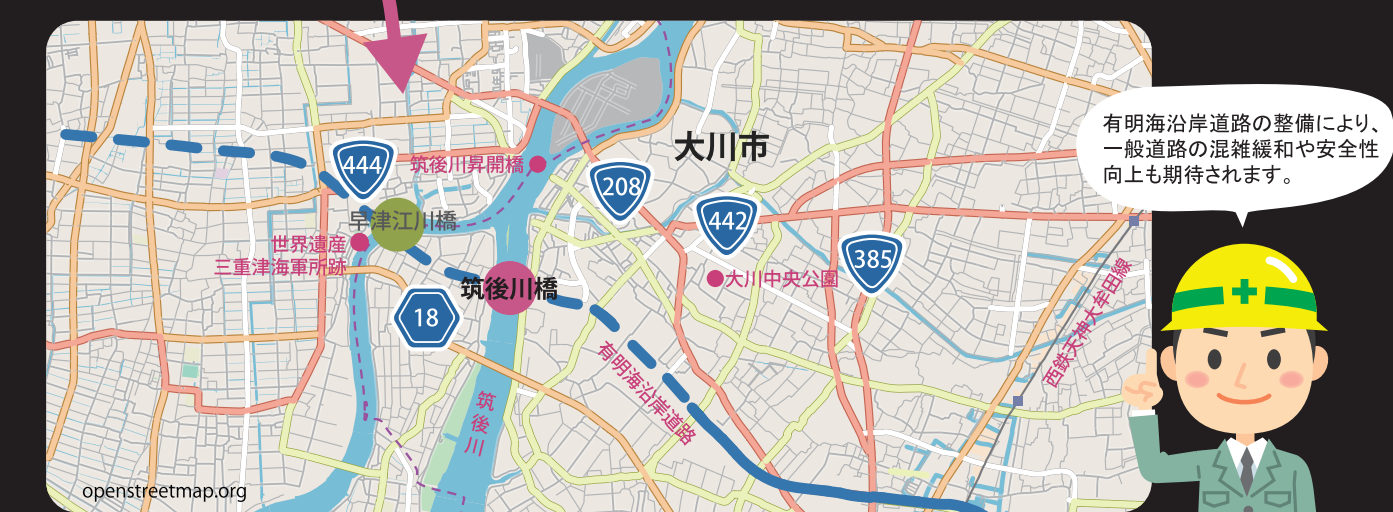 有明海沿岸道路の整備により、
一般道路の混雑緩和や安全性
向上も期待されます。
大川市
444
筑後川昇開橋
208
早津江川橋
442
世界遺産
三重津海軍所跡
385
大川中央公園
筑後川橋
18
西鉄天神大牟田線
有明海沿岸道路
筑後川
openstreetmap.org